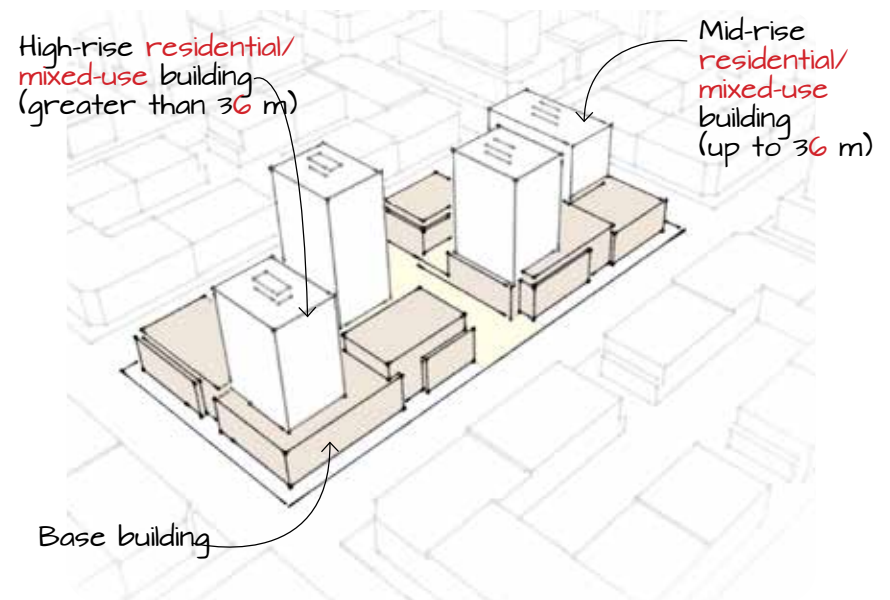 High-rise residential/
mixed-use building
(greater than 36 m)
Mid-rise
residential/
mixed-use
building
(up to 36 m)
Base building